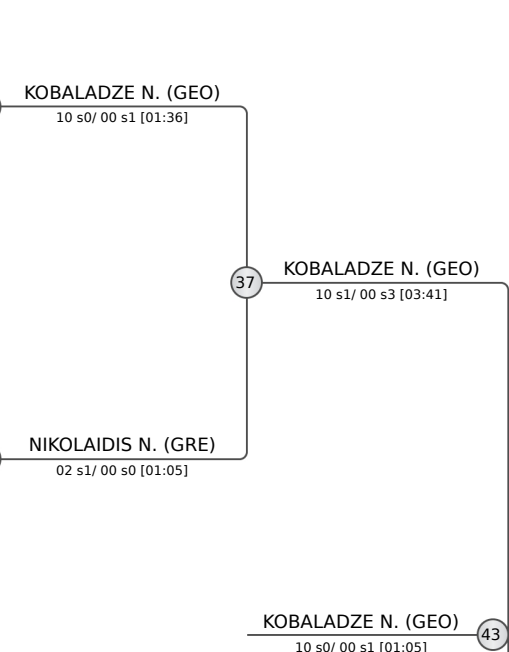 KOBALADZE N. (GEO)
10 s0/ 00 s1 [01:36]
37
KOBALADZE N. (GEO)
10 s1/ 00 s3 [03:41]
NIKOLAIDIS N. (GRE)
02 s1/ 00 s0 [01:05]
KOBALADZE N. (GEO)
43
10 s0/ 00 s1 [01:05]